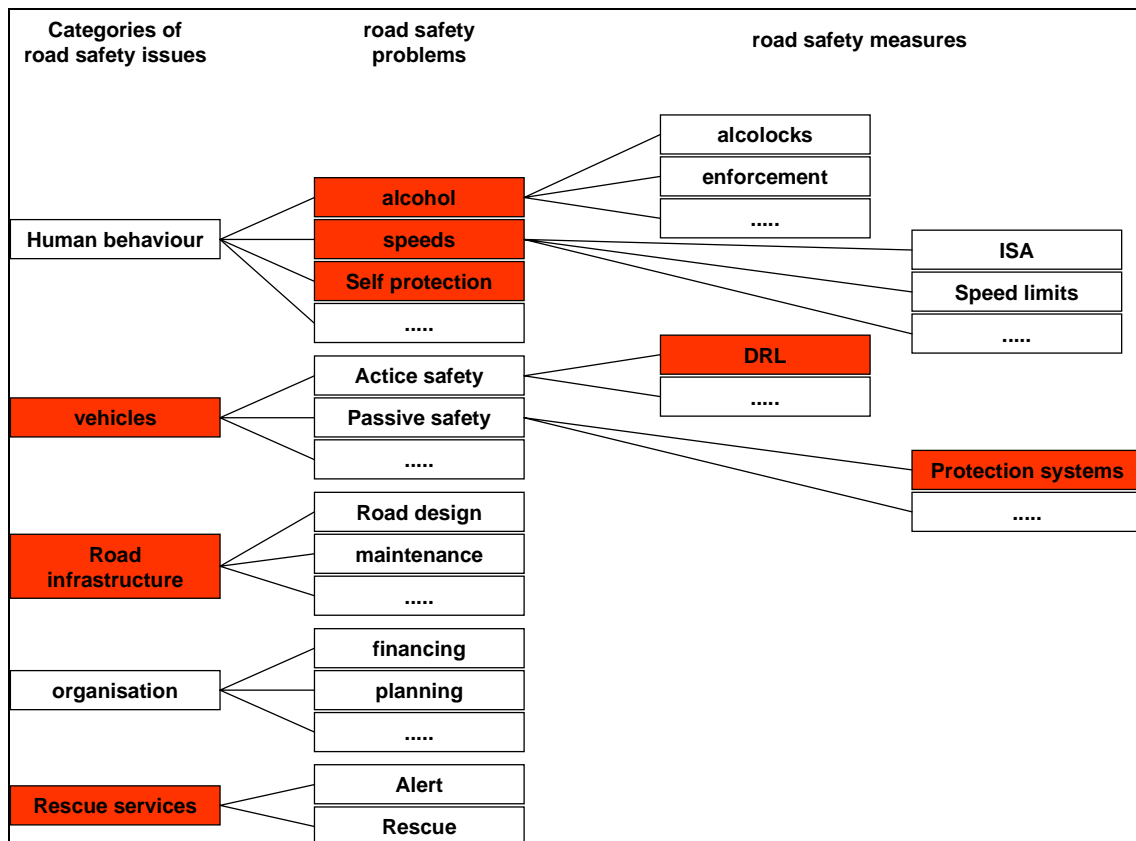 Categories of
road safety issues
road safety
problems
road safety measures
Human behaviour
alcohol
speeds
Self protection
.....
alcolocks
enforcement
.....
ISA
Speed limits
.....
vehicles
Actice safety
Passive safety
.....
DRL
.....
Protection systems
.....
Road
infrastructure
Road design
maintenance
.....
organisation
financing
planning
.....
Rescue services
Alert
Rescue